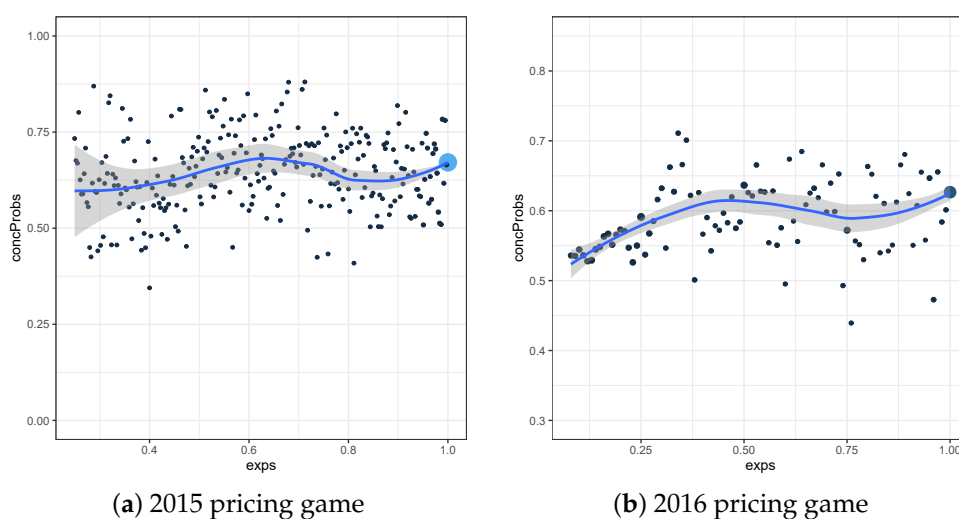 1.00
0.75
0.50
0.25
0.00
concProbs
0.4 0.6 0.8 1.0
exps
(a) 2015 pricing game
0.8
0.7
0.6
0.5
0.4
0.3
concProbs
0.25 0.50 0.75 1.00
exps
(b) 2016 pricing game